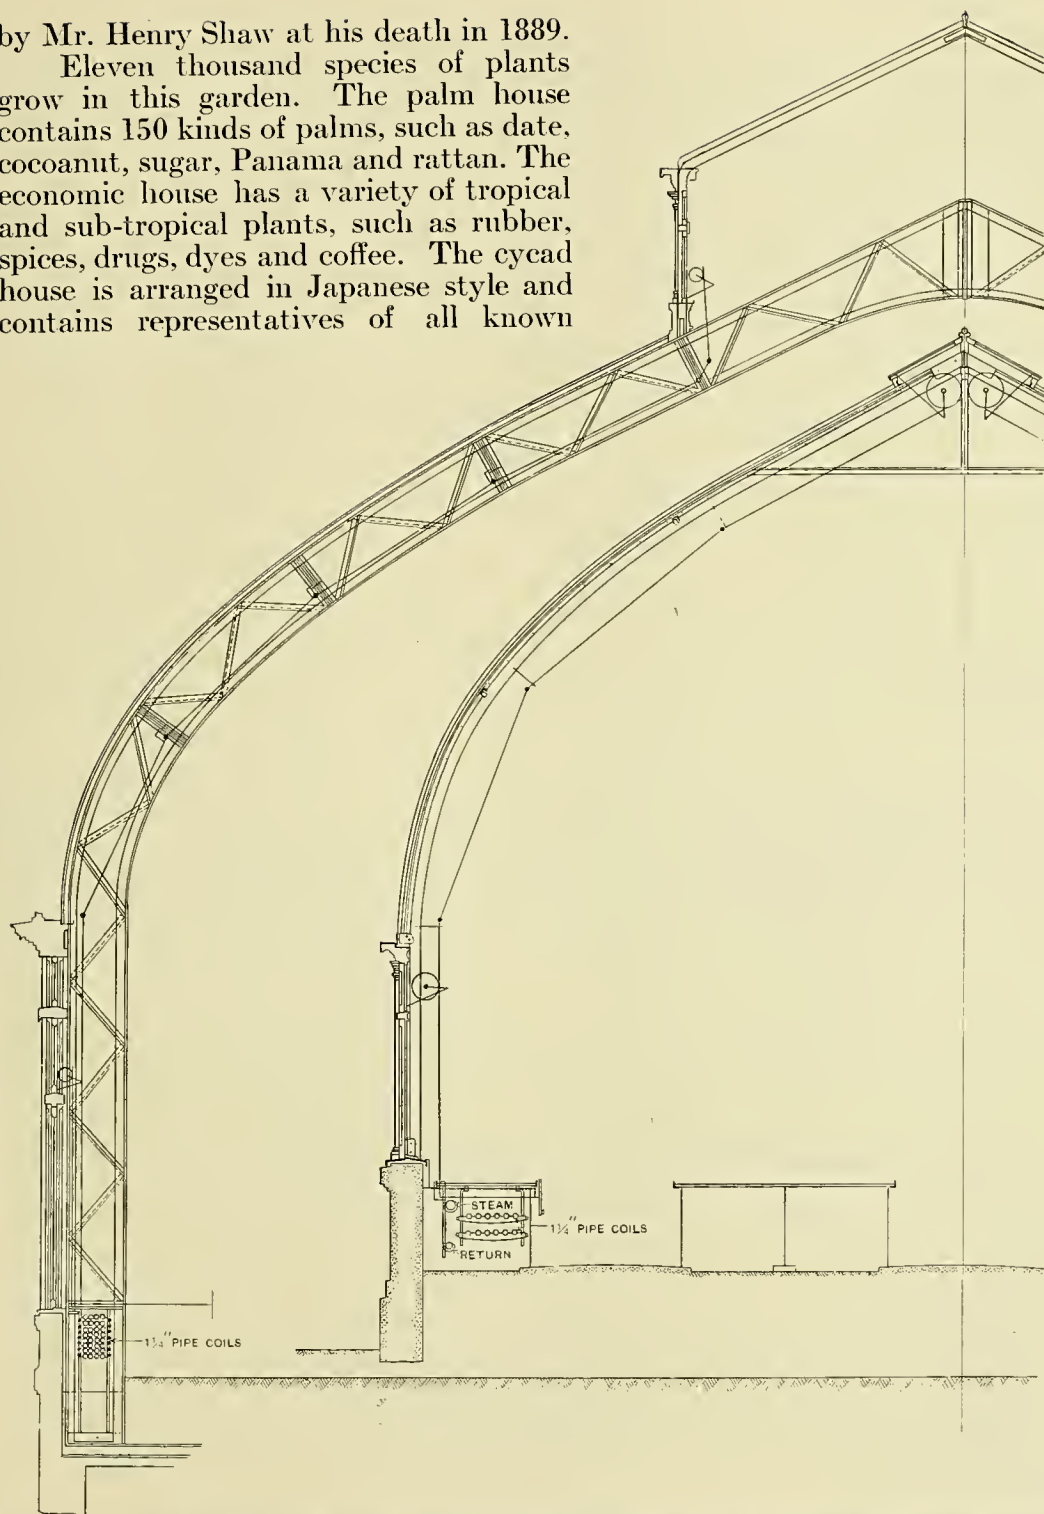 by Mr. Henry Shaw at his death in 1889.
Eleven thousand species of plants
grow in this garden. The palm house
contains 150 kinds of palms, such as date,
cocoanut, sugar, Panama and rattan. The
economic house has a variety of tropical
and sub-tropical plants, such as rubber,
spices, drugs, dyes and coffee. The cycad
house is arranged in Japanese style and
contains representatives of all known
STEAM
1¼" PIPE COILS
RETURN
1¼" PIPE COILS